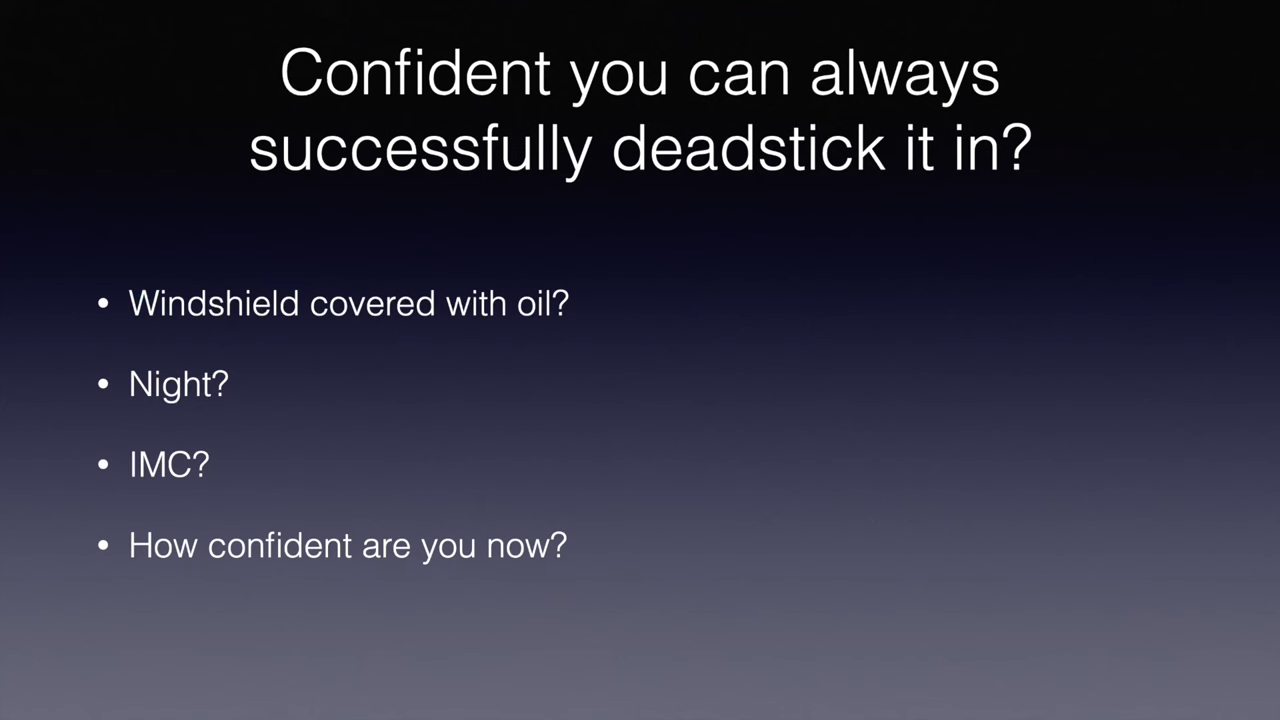 Confident you can always
successfully deadstick it in?
• Windshield covered with oil?
• Night?
• IMC?
• How confident are you now?